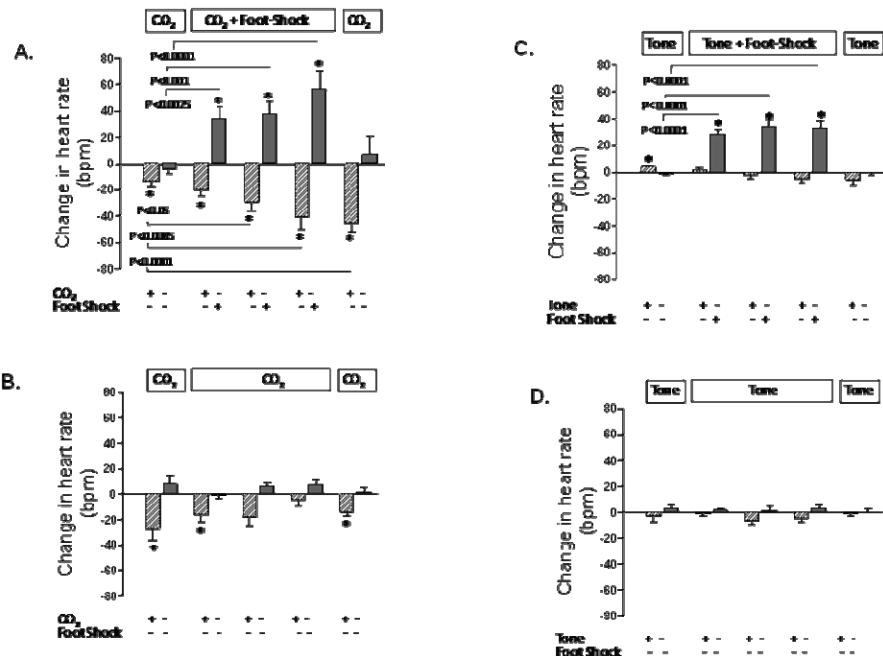 A.
CO₂
CO₂ + Foot-Shock
CO₂
P<0.0001
P<0.001
P<0.0025
80
60
40
20
0
-20
-40
-60
-80
Change in heart rate
(bpm)
P<0.05
P<0.0005
P<0.0001
CO₂ + - + - + - + - + -
Foot Shock - - - + - + - + - -
B.
CO₂
CO₂
CO₂
80
60
40
20
0
-20
-40
-60
-80
Change in heart rate
(bpm)
CO₂ + - + - + - + - + -
Foot Shock - - - - - - - - - -
C.
Tone
Tone + Foot-Shock
Tone
P<0.0001
P<0.0001
P<0.0001
80
60
40
20
0
-20
-40
-60
-80
Change in heart rate
(bpm)
Tone + - + - + - + - + -
Foot Shock - - - + - + - + - -
D.
Tone
Tone
Tone
80
60
40
20
0
-20
-40
-60
-80
Change in heart rate
(bpm)
Tone + - + - + - + - + -
Foot Shock - - - - - - - - - -